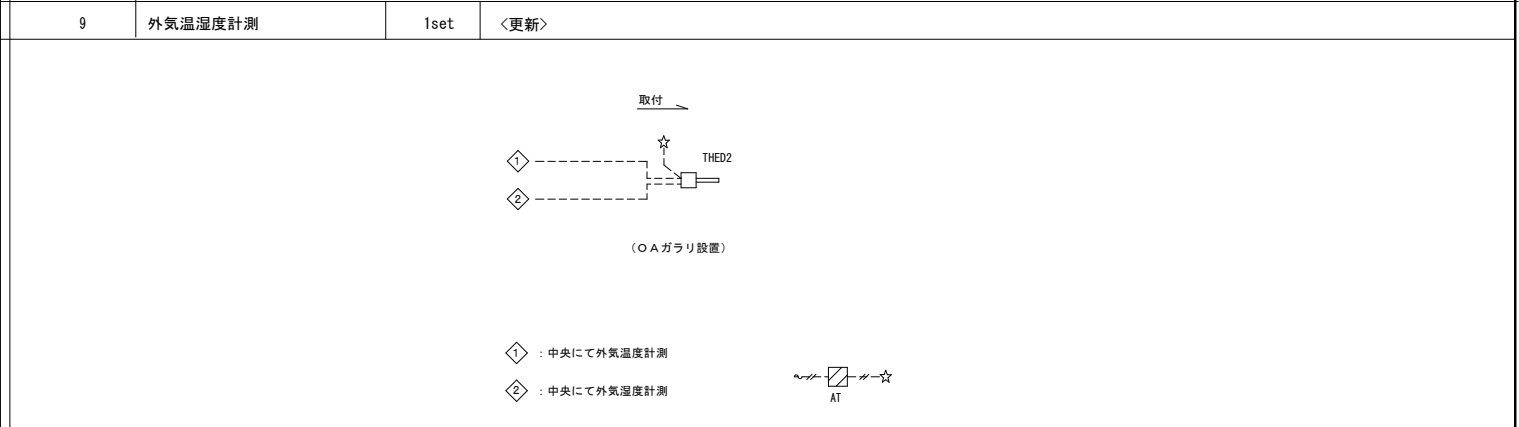 9 外気温湿度計測 1set <更新>
取付
1
THED2
2
(OAガラリ設置)
1 : 中央にて外気温度計測
2 : 中央にて外気湿度計測
AT